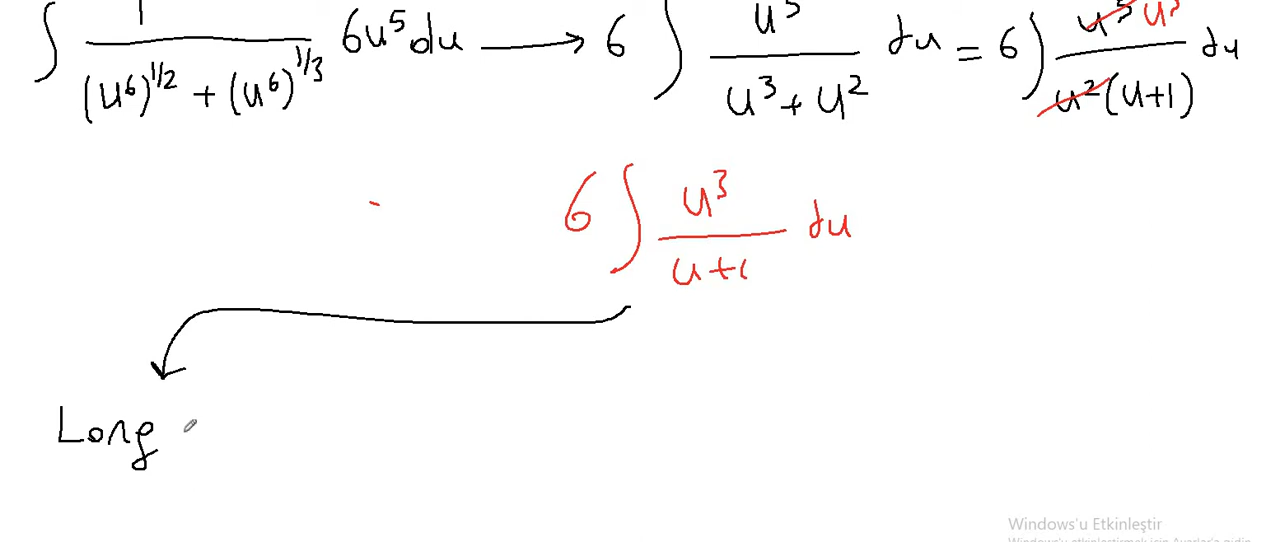 ∫ 1/((u⁶)^1/2 + (u⁶)^1/3) 6u⁵du → 6 ∫ u⁵/(u³+u²) du = 6 ∫ u⁵ u³/(u²(u+1)) du
6 ∫ u³/(u+1) du
Long
Windows'u Etkinleştir